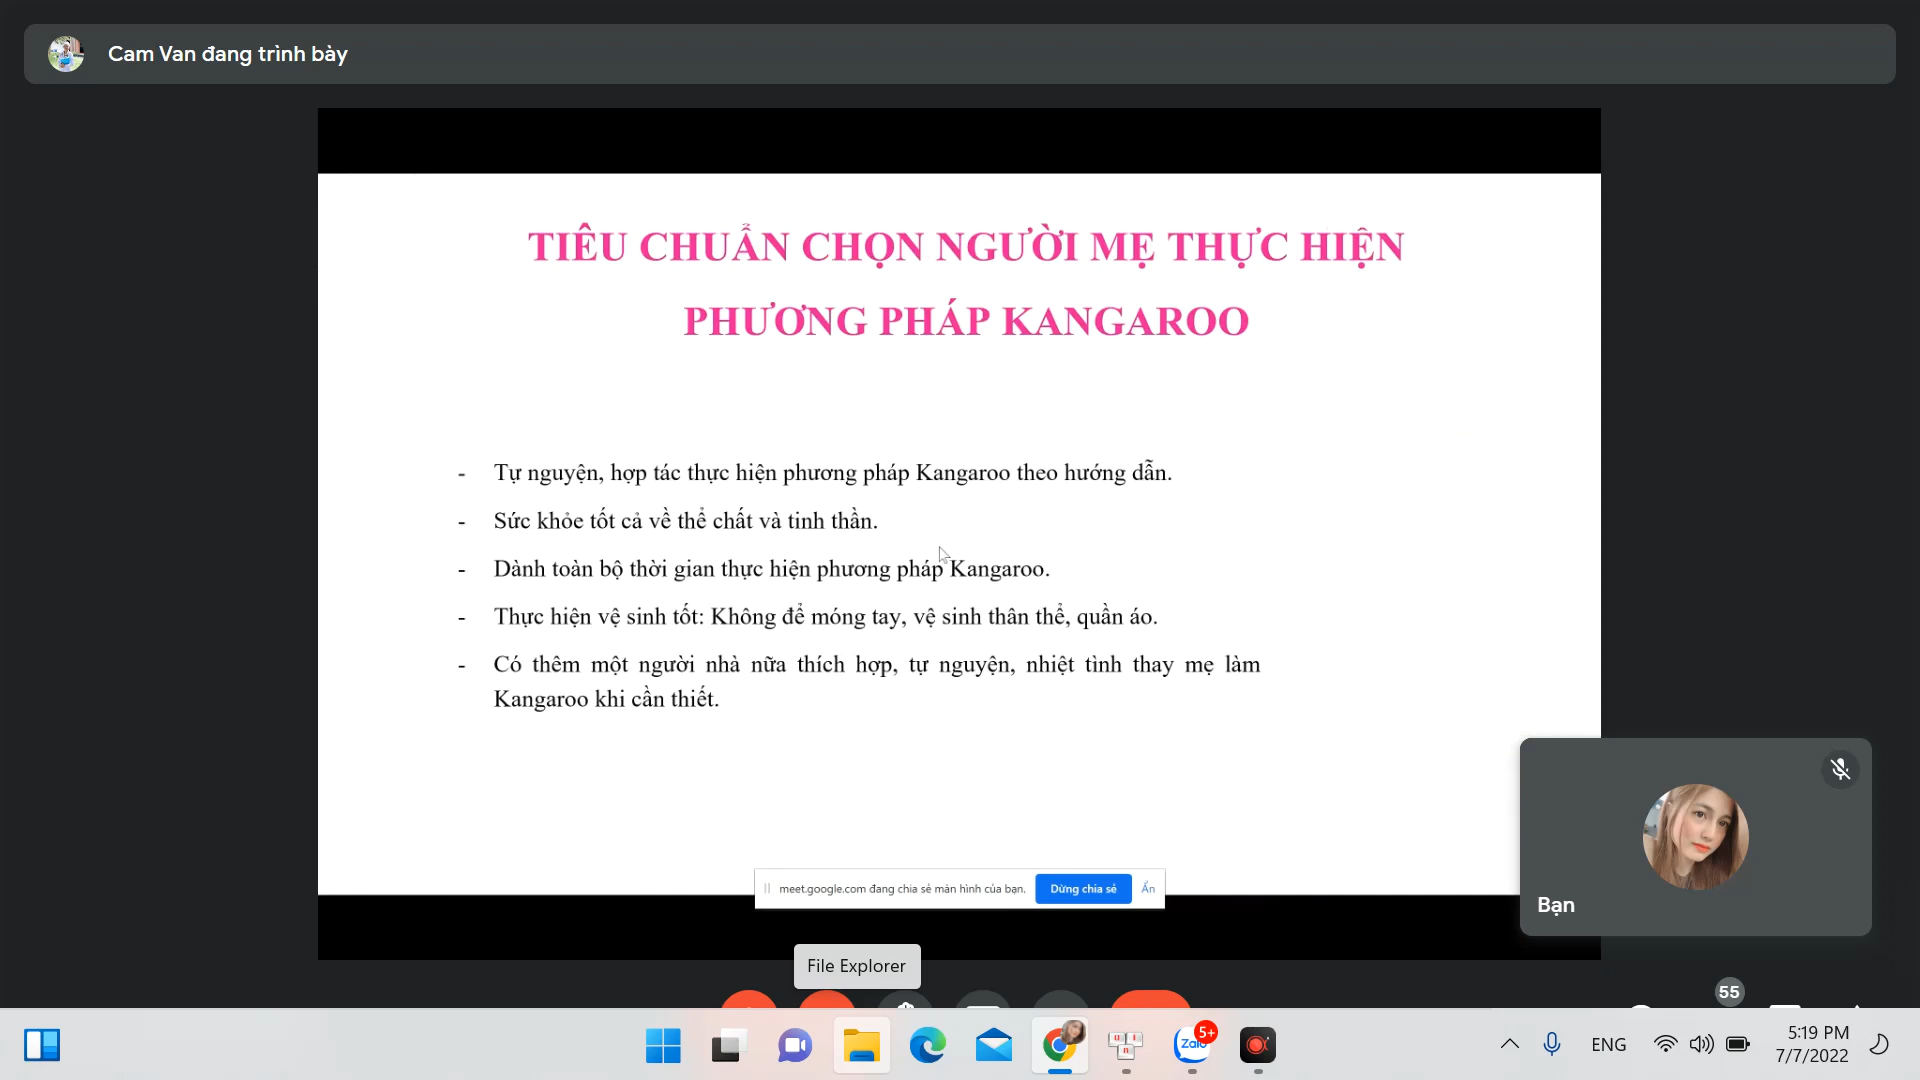 Cam Van đang trình bày
TIÊU CHUẨN CHỌN NGƯỜI MẸ THỰC HIỆN
PHƯƠNG PHÁP KANGAROO
- Tự nguyện, hợp tác thực hiện phương pháp Kangaroo theo hướng dẫn.
- Sức khỏe tốt cả về thể chất và tinh thần.
- Dành toàn bộ thời gian thực hiện phương pháp Kangaroo.
- Thực hiện vệ sinh tốt: Không để móng tay, vệ sinh thân thể, quần áo.
- Có thêm một người nhà nữa thích hợp, tự nguyện, nhiệt tình thay mẹ làm
Kangaroo khi cần thiết.
meet.google.com đang chia sẻ màn hình của bạn. Dừng chia sẻ Ẩn
Bạn
File Explorer
55
U I N
Zalo 5+
ENG
5:19 PM
7/7/2022